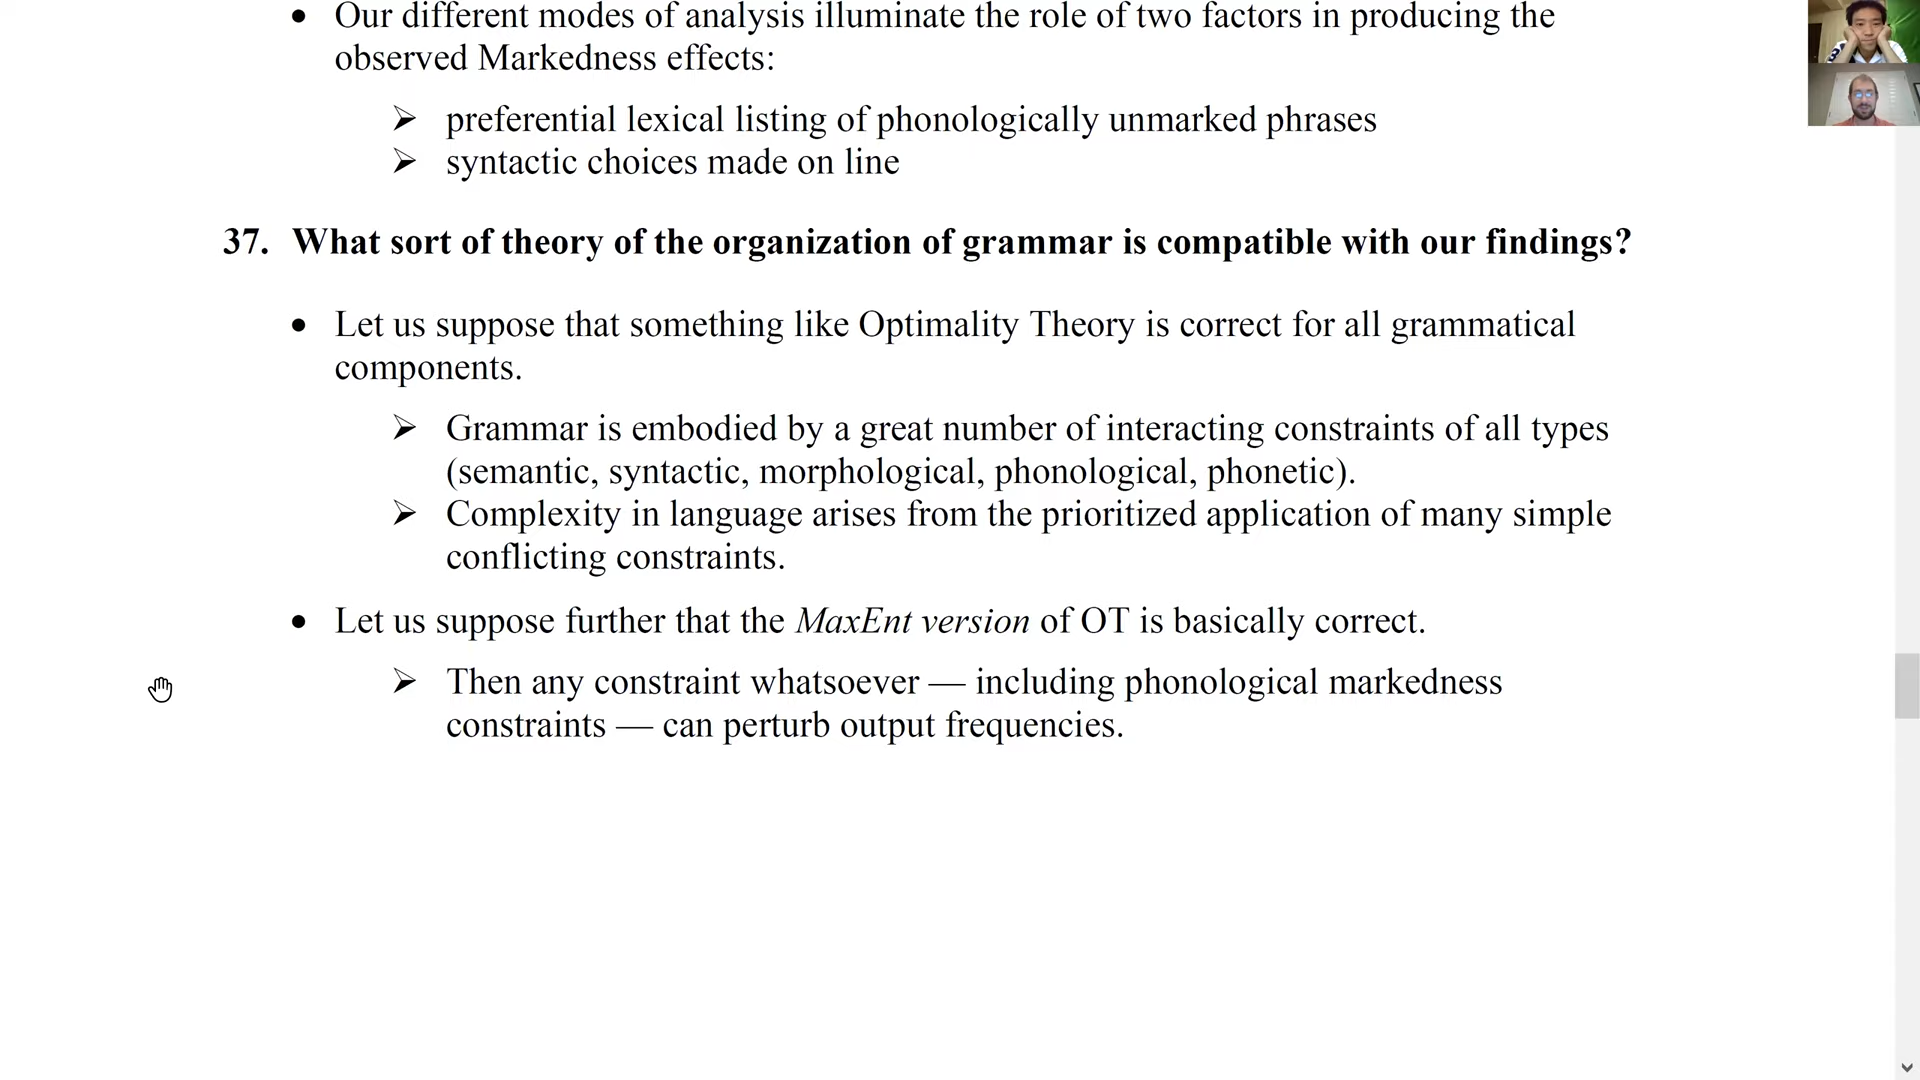 • Our different modes of analysis illuminate the role of two factors in producing the
observed Markedness effects:
➢ preferential lexical listing of phonologically unmarked phrases
➢ syntactic choices made on line
37. What sort of theory of the organization of grammar is compatible with our findings?
• Let us suppose that something like Optimality Theory is correct for all grammatical
components.
➢ Grammar is embodied by a great number of interacting constraints of all types
(semantic, syntactic, morphological, phonological, phonetic).
➢ Complexity in language arises from the prioritized application of many simple
conflicting constraints.
• Let us suppose further that the MaxEnt version of OT is basically correct.
➢ Then any constraint whatsoever — including phonological markedness
constraints — can perturb output frequencies.